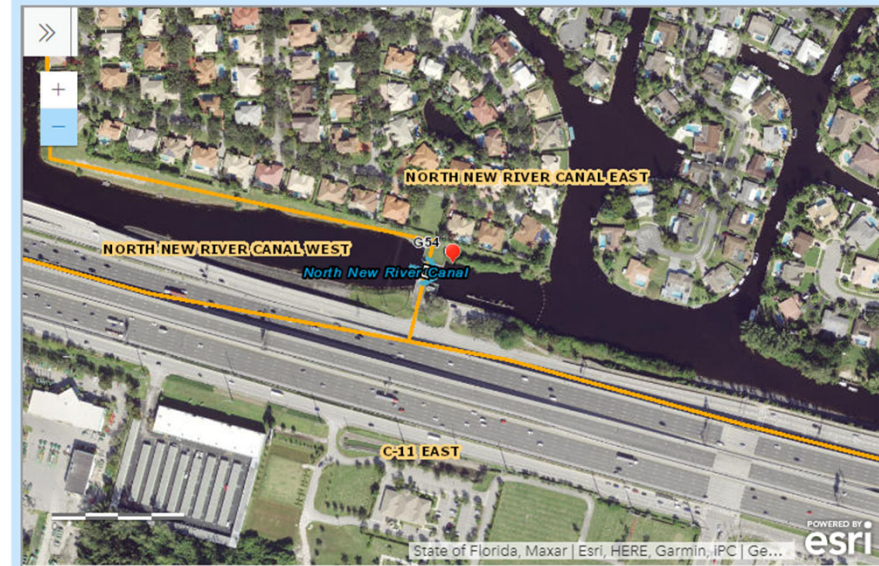 +
−
NORTH NEW RIVER CANAL EAST
G54
NORTH NEW RIVER CANAL WEST
North New River Canal
C-11 EAST
POWERED BY
esri
State of Florida, Maxar | Esri, HERE, Garmin, iPC | Ge...